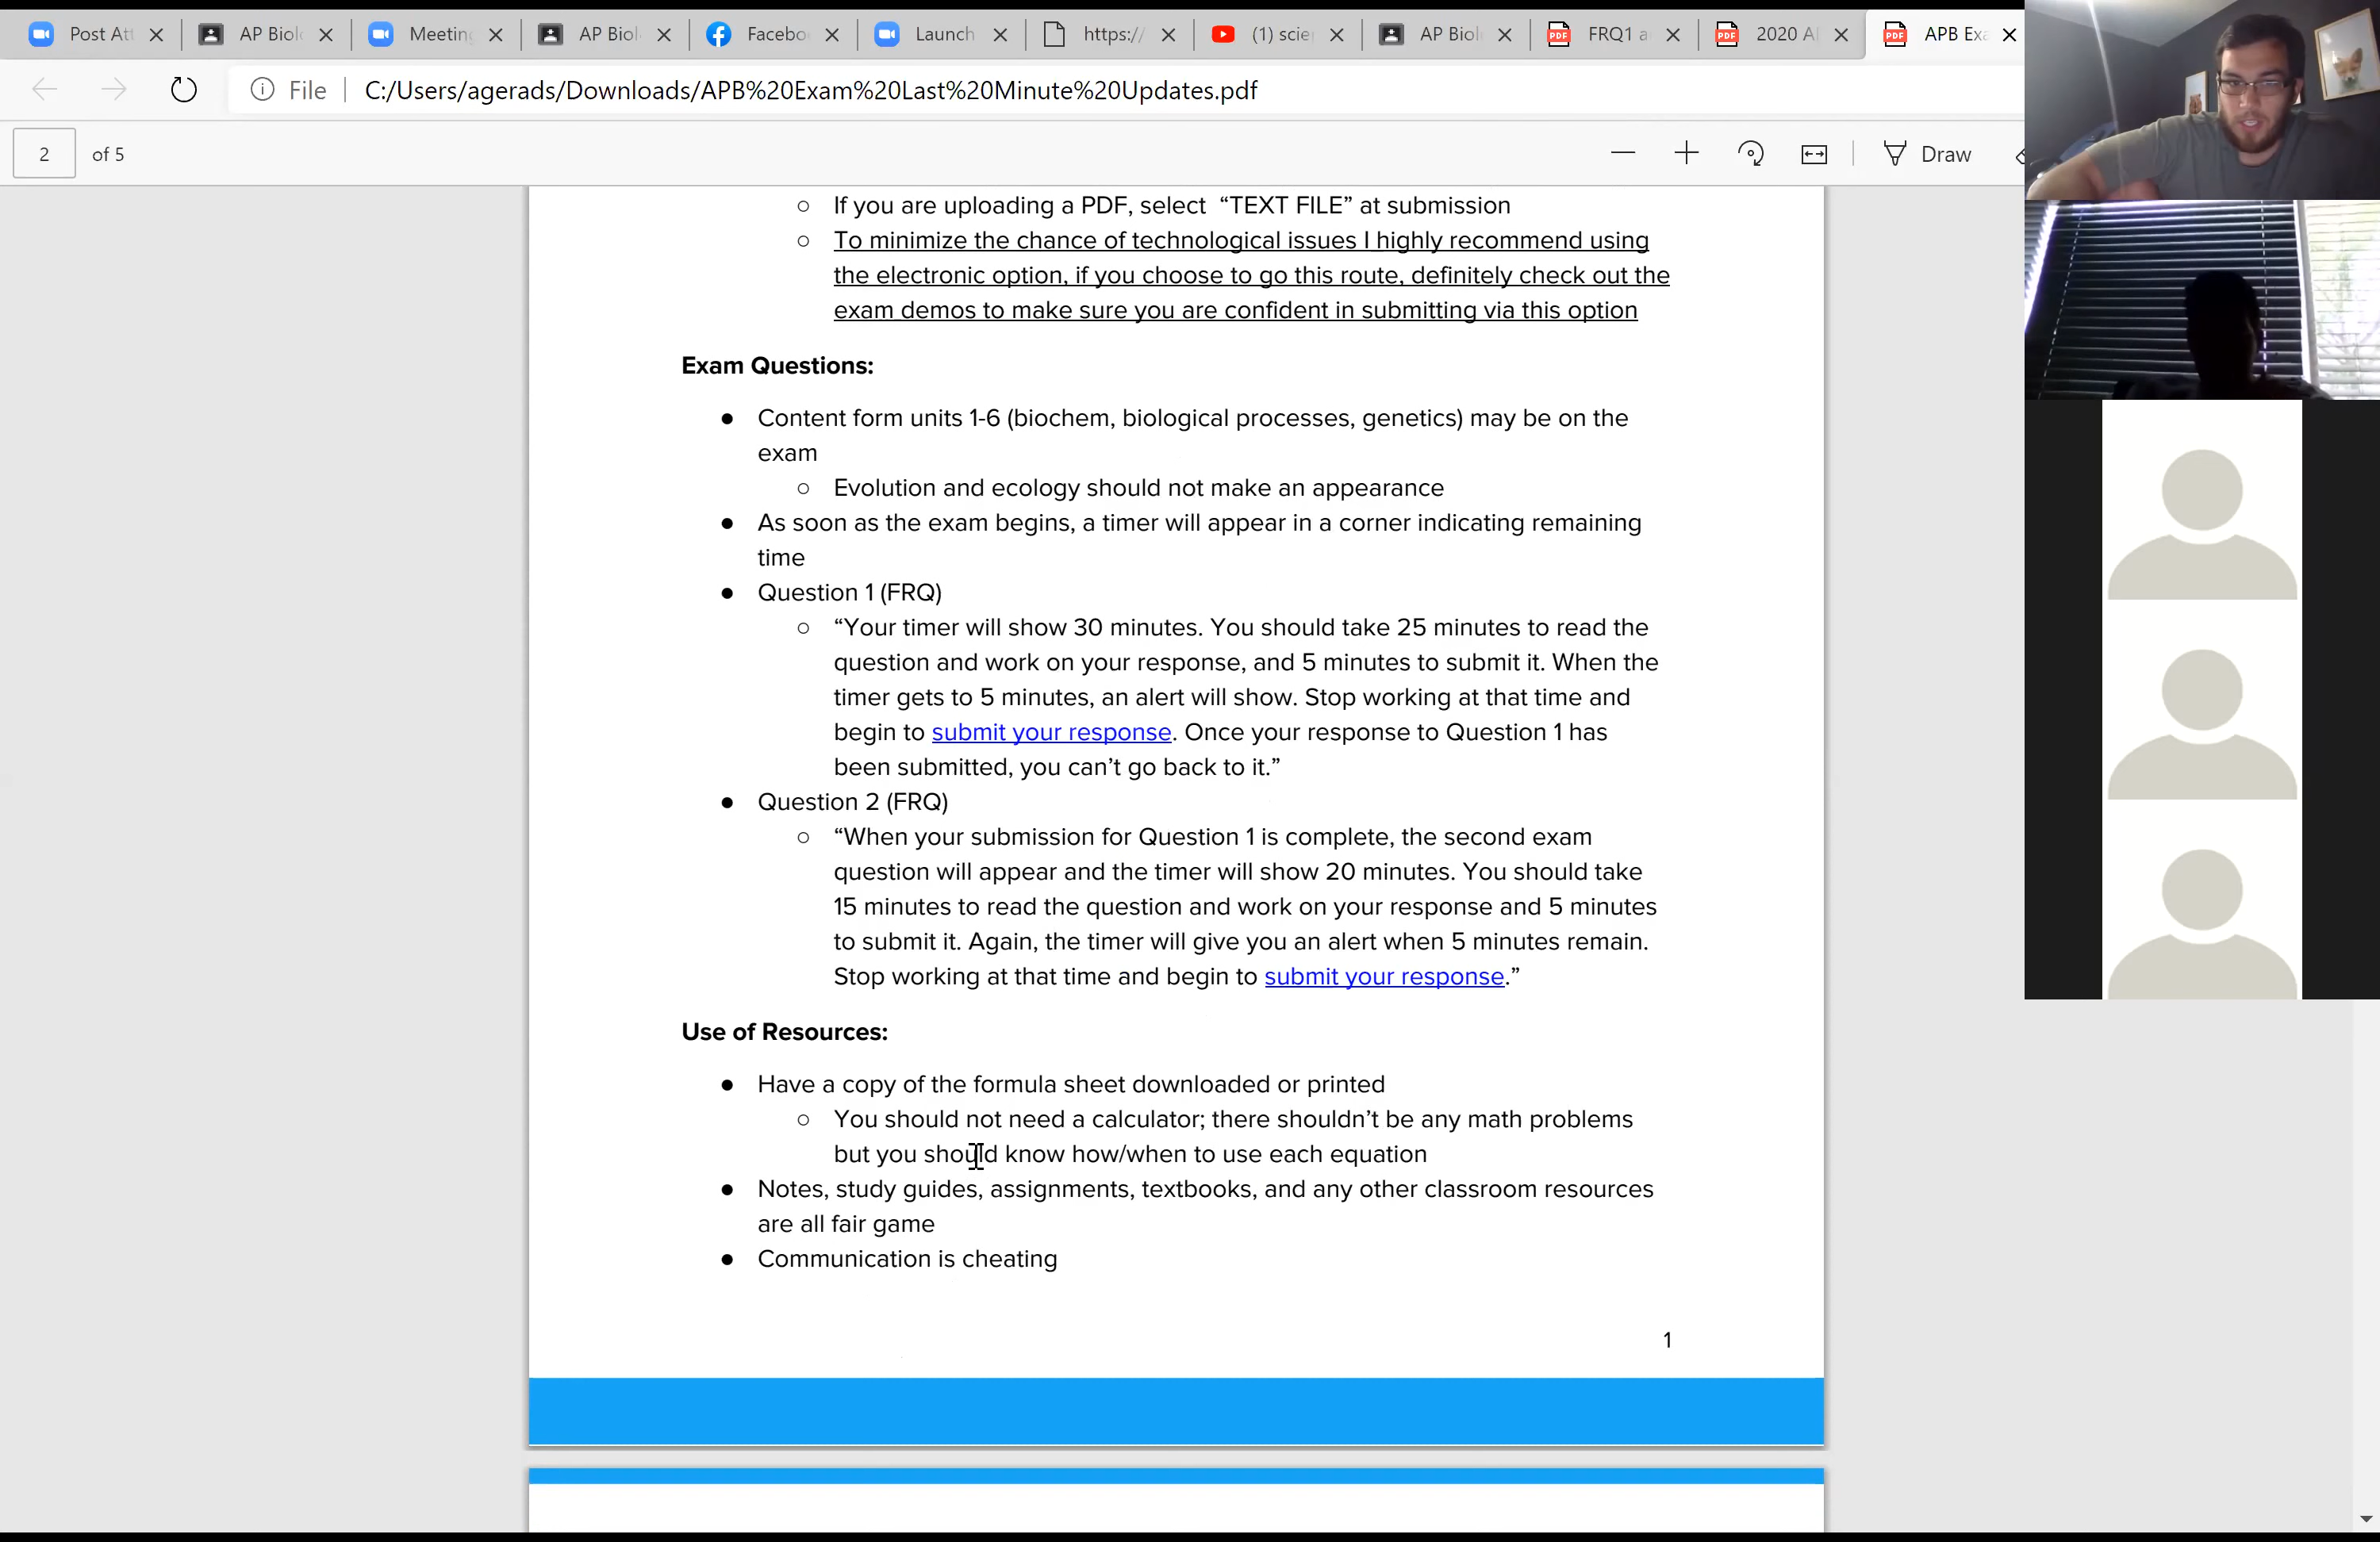 Post Att
AP Biol
Meeting
AP Biol
Facebo
Launch
https://
(1) scie
AP Biol
FRQ1 a
2020 A
APB Exa
File
C:/Users/agerads/Downloads/APB%20Exam%20Last%20Minute%20Updates.pdf
2 of 5
Draw
○ If you are uploading a PDF, select “TEXT FILE” at submission
○ To minimize the chance of technological issues I highly recommend using
the electronic option, if you choose to go this route, definitely check out the
exam demos to make sure you are confident in submitting via this option
Exam Questions:
● Content form units 1-6 (biochem, biological processes, genetics) may be on the
exam
○ Evolution and ecology should not make an appearance
● As soon as the exam begins, a timer will appear in a corner indicating remaining
time
● Question 1 (FRQ)
○ “Your timer will show 30 minutes. You should take 25 minutes to read the
question and work on your response, and 5 minutes to submit it. When the
timer gets to 5 minutes, an alert will show. Stop working at that time and
begin to submit your response. Once your response to Question 1 has
been submitted, you can’t go back to it.”
● Question 2 (FRQ)
○ “When your submission for Question 1 is complete, the second exam
question will appear and the timer will show 20 minutes. You should take
15 minutes to read the question and work on your response and 5 minutes
to submit it. Again, the timer will give you an alert when 5 minutes remain.
Stop working at that time and begin to submit your response.”
Use of Resources:
● Have a copy of the formula sheet downloaded or printed
○ You should not need a calculator; there shouldn’t be any math problems
but you should know how/when to use each equation
● Notes, study guides, assignments, textbooks, and any other classroom resources
are all fair game
● Communication is cheating
1